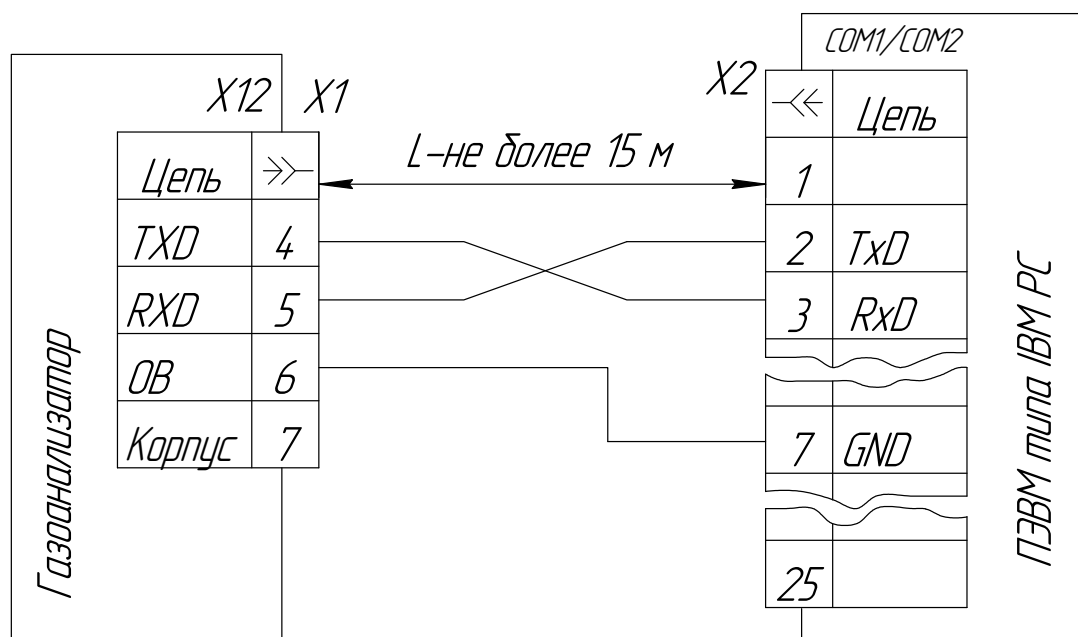 COM1/COM2
X12 X1
X2
Цепь
L-не более 15 м
Цепь
1
TXD 4
2 TxD
RXD 5
3 RxD
0B 6
Корпус 7
7 GND
25
Газоанализатор
ПЭВМ типа IBM PC